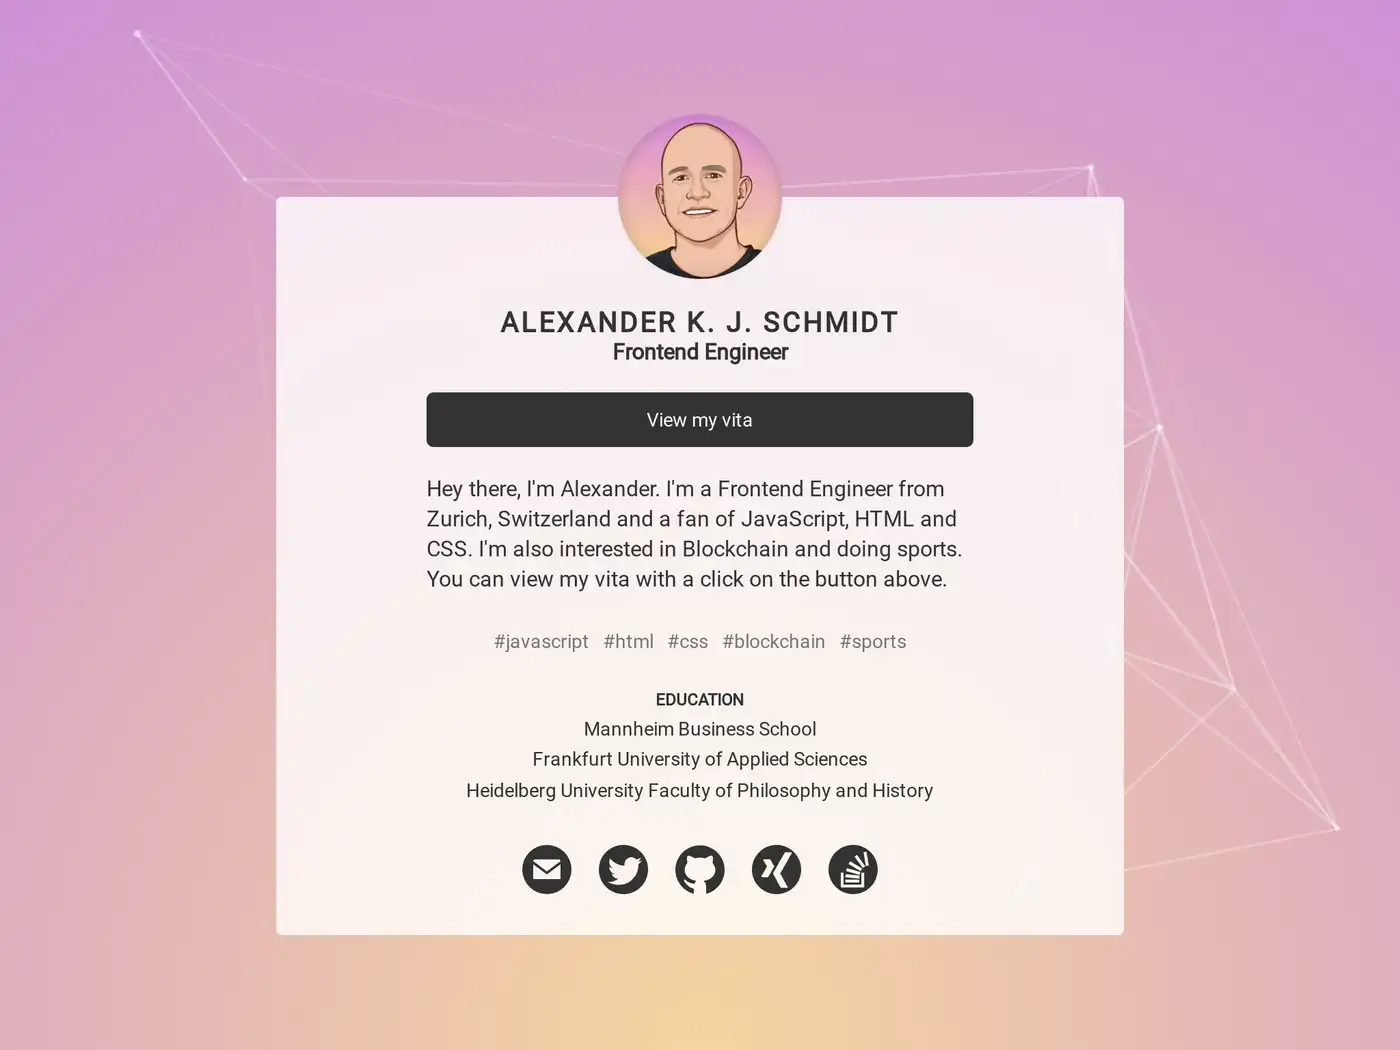 ALEXANDER K. J. SCHMIDT
Frontend Engineer
View my vita
Hey there, I'm Alexander. I'm a Frontend Engineer from
Zurich, Switzerland and a fan of JavaScript, HTML and
CSS. I'm also interested in Blockchain and doing sports.
You can view my vita with a click on the button above.
#javascript #html #css #blockchain #sports
EDUCATION
Mannheim Business School
Frankfurt University of Applied Sciences
Heidelberg University Faculty of Philosophy and History